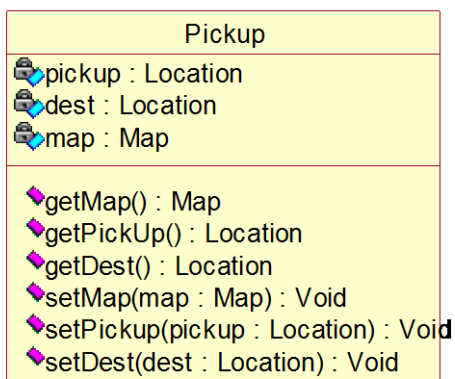 Pickup
pickup : Location
dest : Location
map : Map
getMap() : Map
getPickUp() : Location
getDest() : Location
setMap(map : Map) : Void
setPickup(pickup : Location) : Void
setDest(dest : Location) : Void